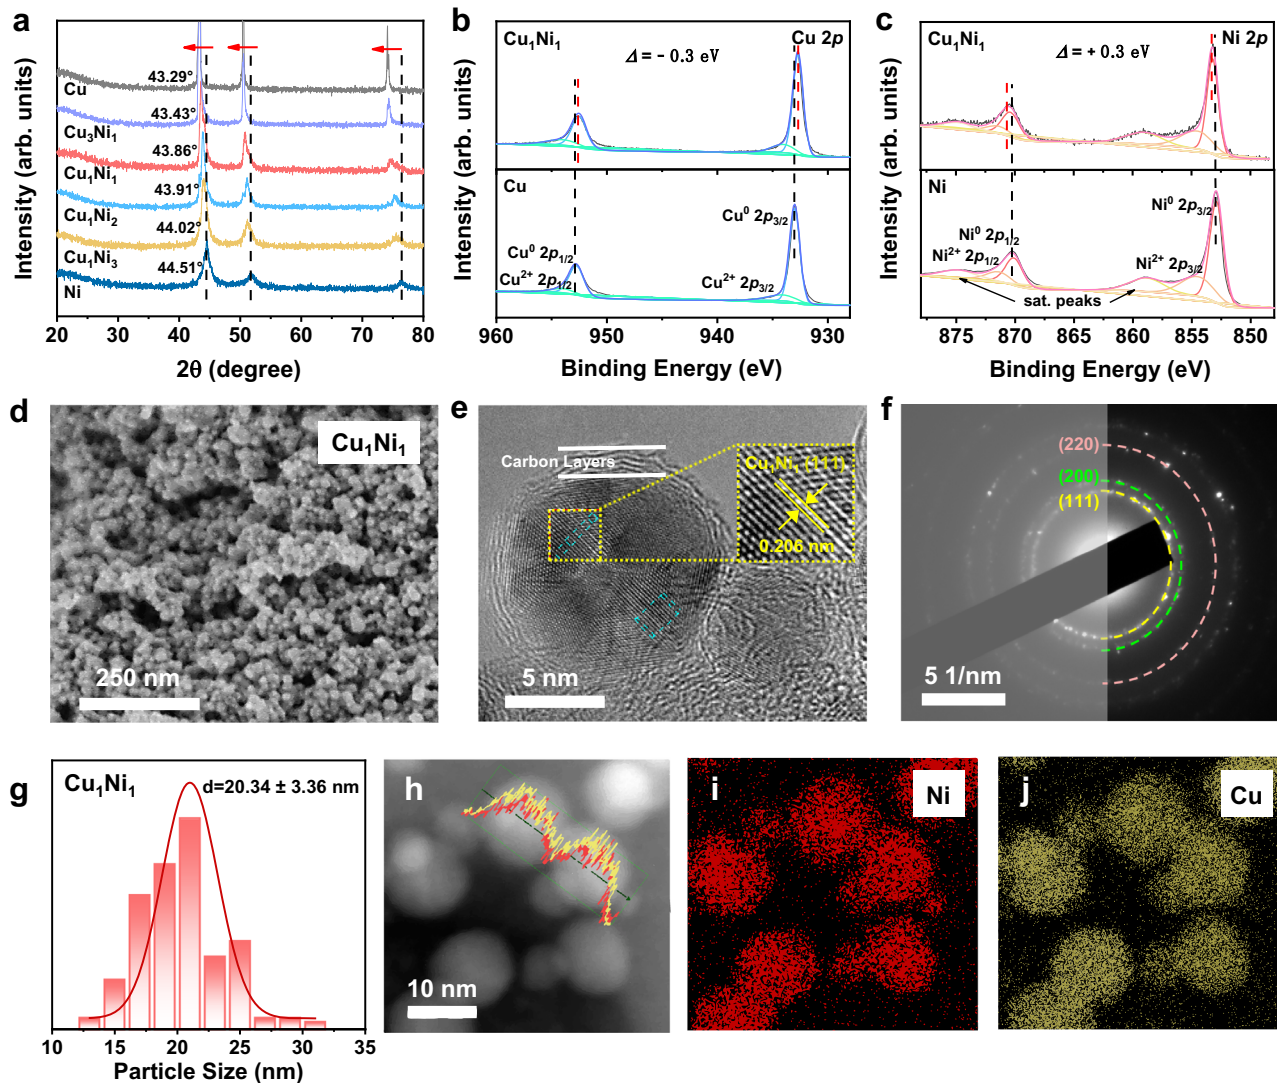 a
Intensity (arb. units)
43.29°
Cu
43.43°
Cu3Ni1
43.86°
Cu1Ni1
43.91°
Cu1Ni2
44.02°
Cu1Ni3
44.51°
Ni
20 30 40 50 60 70 80
2θ (degree)
b
Intensity (arb. units)
Cu1Ni1
Δ = − 0.3 eV
Cu 2p
Cu
Cu0 2p3/2
Cu0 2p1/2
Cu2+ 2p1/2
Cu2+ 2p3/2
960 950 940 930
Binding Energy (eV)
c
Intensity (arb. units)
Cu1Ni1
Δ = + 0.3 eV
Ni 2p
Ni
Ni0 2p3/2
Ni0 2p1/2
Ni2+ 2p1/2
Ni2+ 2p3/2
sat. peaks
875 870 865 860 855 850
Binding Energy (eV)
d
Cu1Ni1
250 nm
e
Carbon Layers
Cu1Ni1 (111)
0.206 nm
5 nm
f
(220)
(200)
(111)
5 1/nm
g
Cu1Ni1
d=20.34 ± 3.36 nm
10 15 20 25 30 35
Particle Size (nm)
h
10 nm
i
Ni
j
Cu